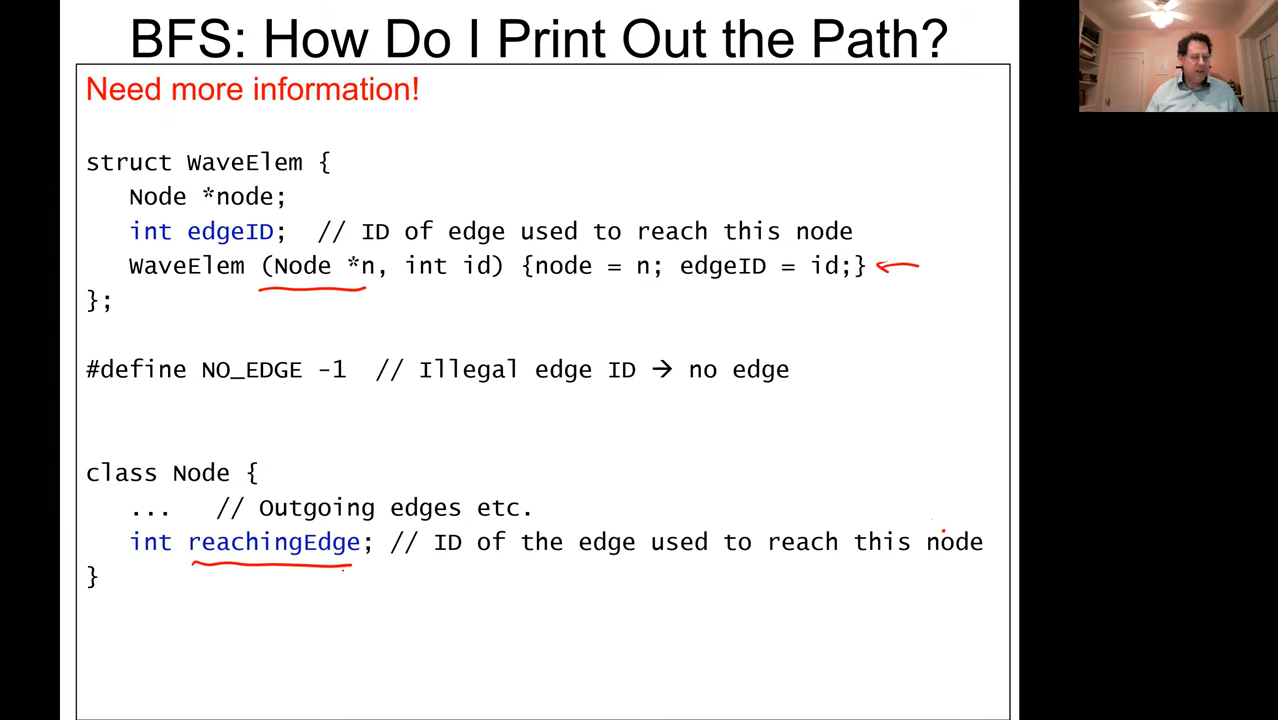 BFS: How Do I Print Out the Path?
Need more information!
struct WaveElem {
Node *node;
int edgeID; // ID of edge used to reach this node
WaveElem (Node *n, int id) {node = n; edgeID = id;}
};
#define NO_EDGE -1 // Illegal edge ID → no edge
class Node {
... // Outgoing edges etc.
int reachingEdge; // ID of the edge used to reach this node
}